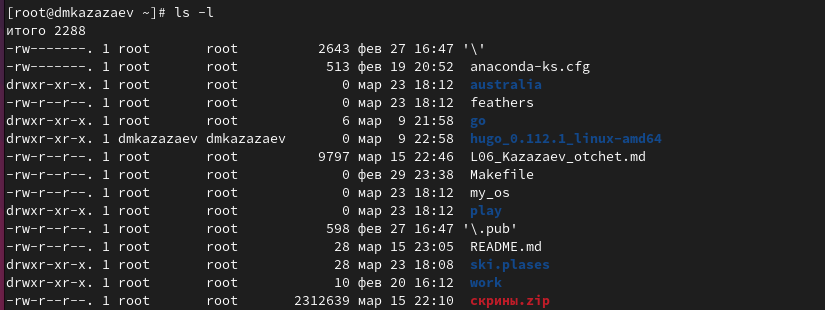 [root@dmkazazaev ~]# ls -l
итого 2288
-rw-------. 1 root       root          2643 фев 27 16:47 '\'
-rw-------. 1 root       root           513 фев 19 20:52  anaconda-ks.cfg
drwxr-xr-x. 1 root       root             0 мар 23 18:12  australia
-rw-r--r--. 1 root       root             0 мар 23 18:12  feathers
drwxr-xr-x. 1 root       root             6 мар  9 21:58  go
drwxr-xr-x. 1 dmkazazaev dmkazazaev       0 мар  9 22:58  hugo_0.112.1_linux-amd64
-rw-r--r--. 1 root       root          9797 мар 15 22:46  L06_Kazazaev_otchet.md
-rw-r--r--. 1 root       root             0 фев 29 23:38  Makefile
-rw-r--r--. 1 root       root             0 мар 23 18:12  my_os
drwxr-xr-x. 1 root       root             0 мар 23 18:12  play
-rw-r--r--. 1 root       root           598 фев 27 16:47 '\.pub'
-rw-r--r--. 1 root       root            28 мар 15 23:05  README.md
drwxr-xr-x. 1 root       root            28 мар 23 18:08  ski.plases
drwxr-xr-x. 1 root       root            10 фев 20 16:12  work
-rw-r--r--. 1 root       root       2312639 мар 15 22:10  скрины.zip